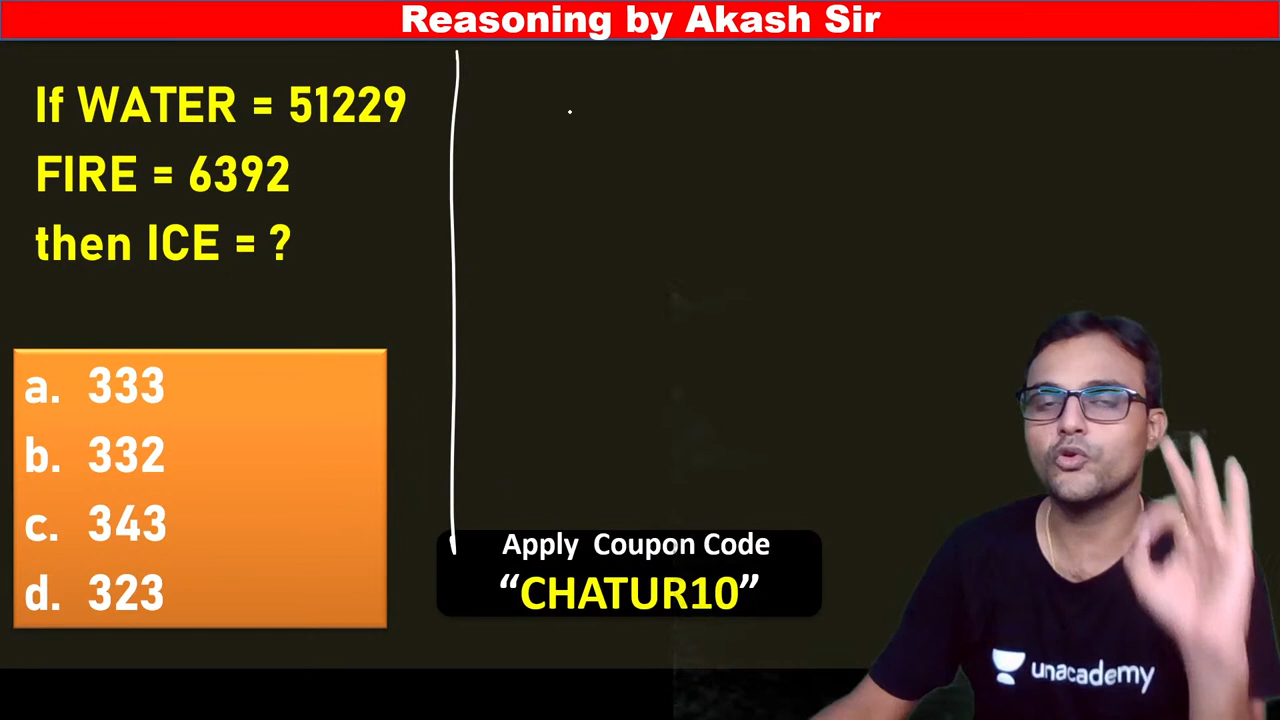 Reasoning by Akash Sir
If WATER = 51229
FIRE = 6392
then ICE = ?
a. 333
b. 332
c. 343
d. 323
Apply Coupon Code
“CHATUR10”
unacademy